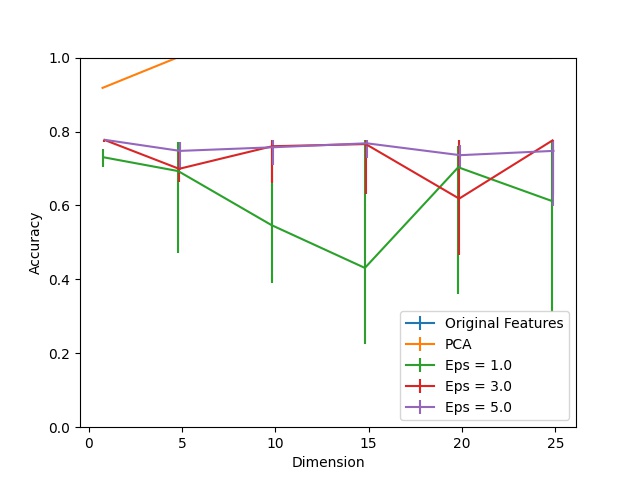 1.0
0.8
0.6
0.4
0.2
0.0
Accuracy
0
5
10
15
20
25
Dimension
Original Features
PCA
Eps = 1.0
Eps = 3.0
Eps = 5.0